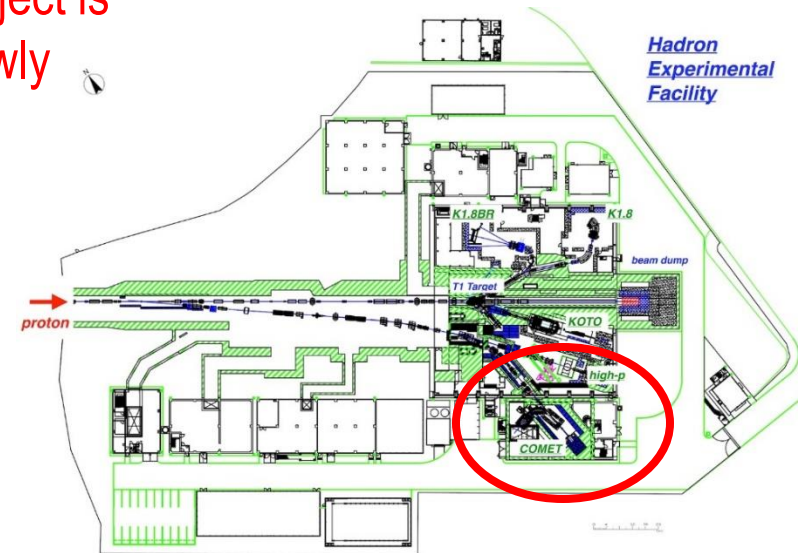 ject is
wly
N
Hadron
Experimental
Facility
K1.8BR
K1.8
beam dump
T1 Target
proton
KOTO
high-p
COMET